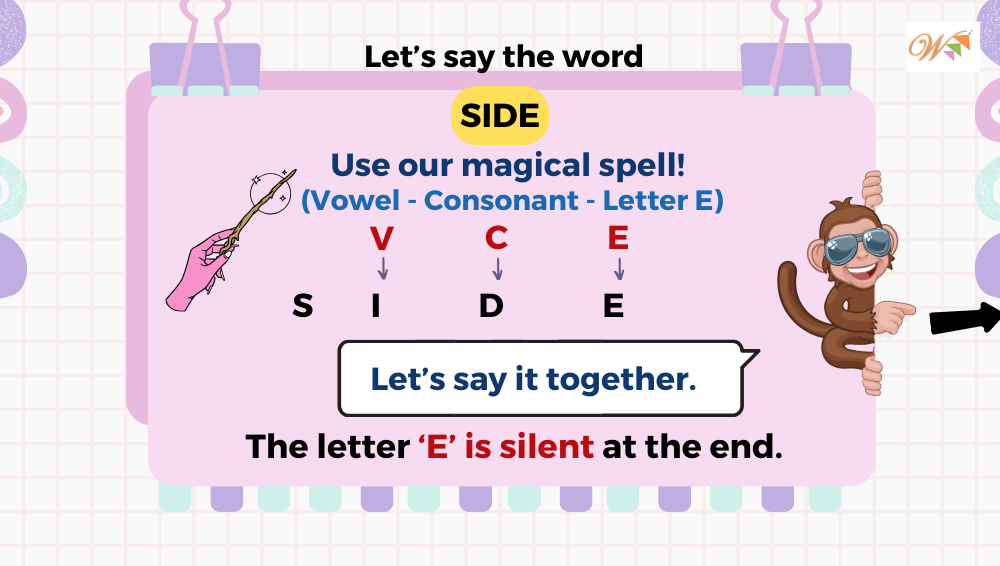 Let's say the word
SIDE
Use our magical spell!
(Vowel - Consonant - Letter E)
V C E
S I D E
Let's say it together.
The letter ‘E’ is silent at the end.
W